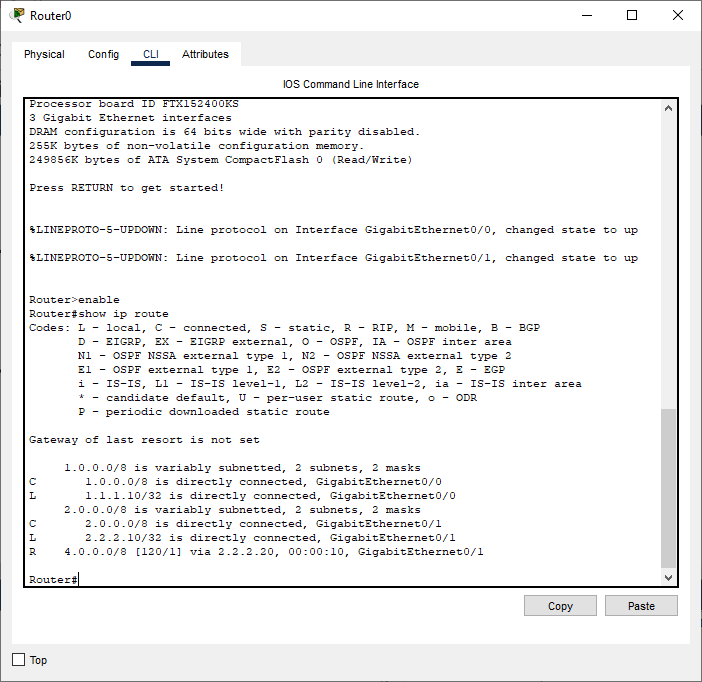 Router0
Physical Config CLI Attributes
IOS Command Line Interface
Processor board ID FTX152400KS
3 Gigabit Ethernet interfaces
DRAM configuration is 64 bits wide with parity disabled.
255K bytes of non-volatile configuration memory.
249856K bytes of ATA System CompactFlash 0 (Read/Write)
Press RETURN to get started!
%LINEPROTO-5-UPDOWN: Line protocol on Interface GigabitEthernet0/0, changed state to up
%LINEPROTO-5-UPDOWN: Line protocol on Interface GigabitEthernet0/1, changed state to up
Router>enable
Router#show ip route
Codes: L - local, C - connected, S - static, R - RIP, M - mobile, B - BGP
D - EIGRP, EX - EIGRP external, O - OSPF, IA - OSPF inter area
N1 - OSPF NSSA external type 1, N2 - OSPF NSSA external type 2
E1 - OSPF external type 1, E2 - OSPF external type 2, E - EGP
i - IS-IS, L1 - IS-IS level-1, L2 - IS-IS level-2, ia - IS-IS inter area
* - candidate default, U - per-user static route, o - ODR
P - periodic downloaded static route
Gateway of last resort is not set
1.0.0.0/8 is variably subnetted, 2 subnets, 2 masks
C 1.0.0.0/8 is directly connected, GigabitEthernet0/0
L 1.1.1.10/32 is directly connected, GigabitEthernet0/0
2.0.0.0/8 is variably subnetted, 2 subnets, 2 masks
C 2.0.0.0/8 is directly connected, GigabitEthernet0/1
L 2.2.2.10/32 is directly connected, GigabitEthernet0/1
R 4.0.0.0/8 [120/1] via 2.2.2.20, 00:00:10, GigabitEthernet0/1
Router#
Copy Paste
Top